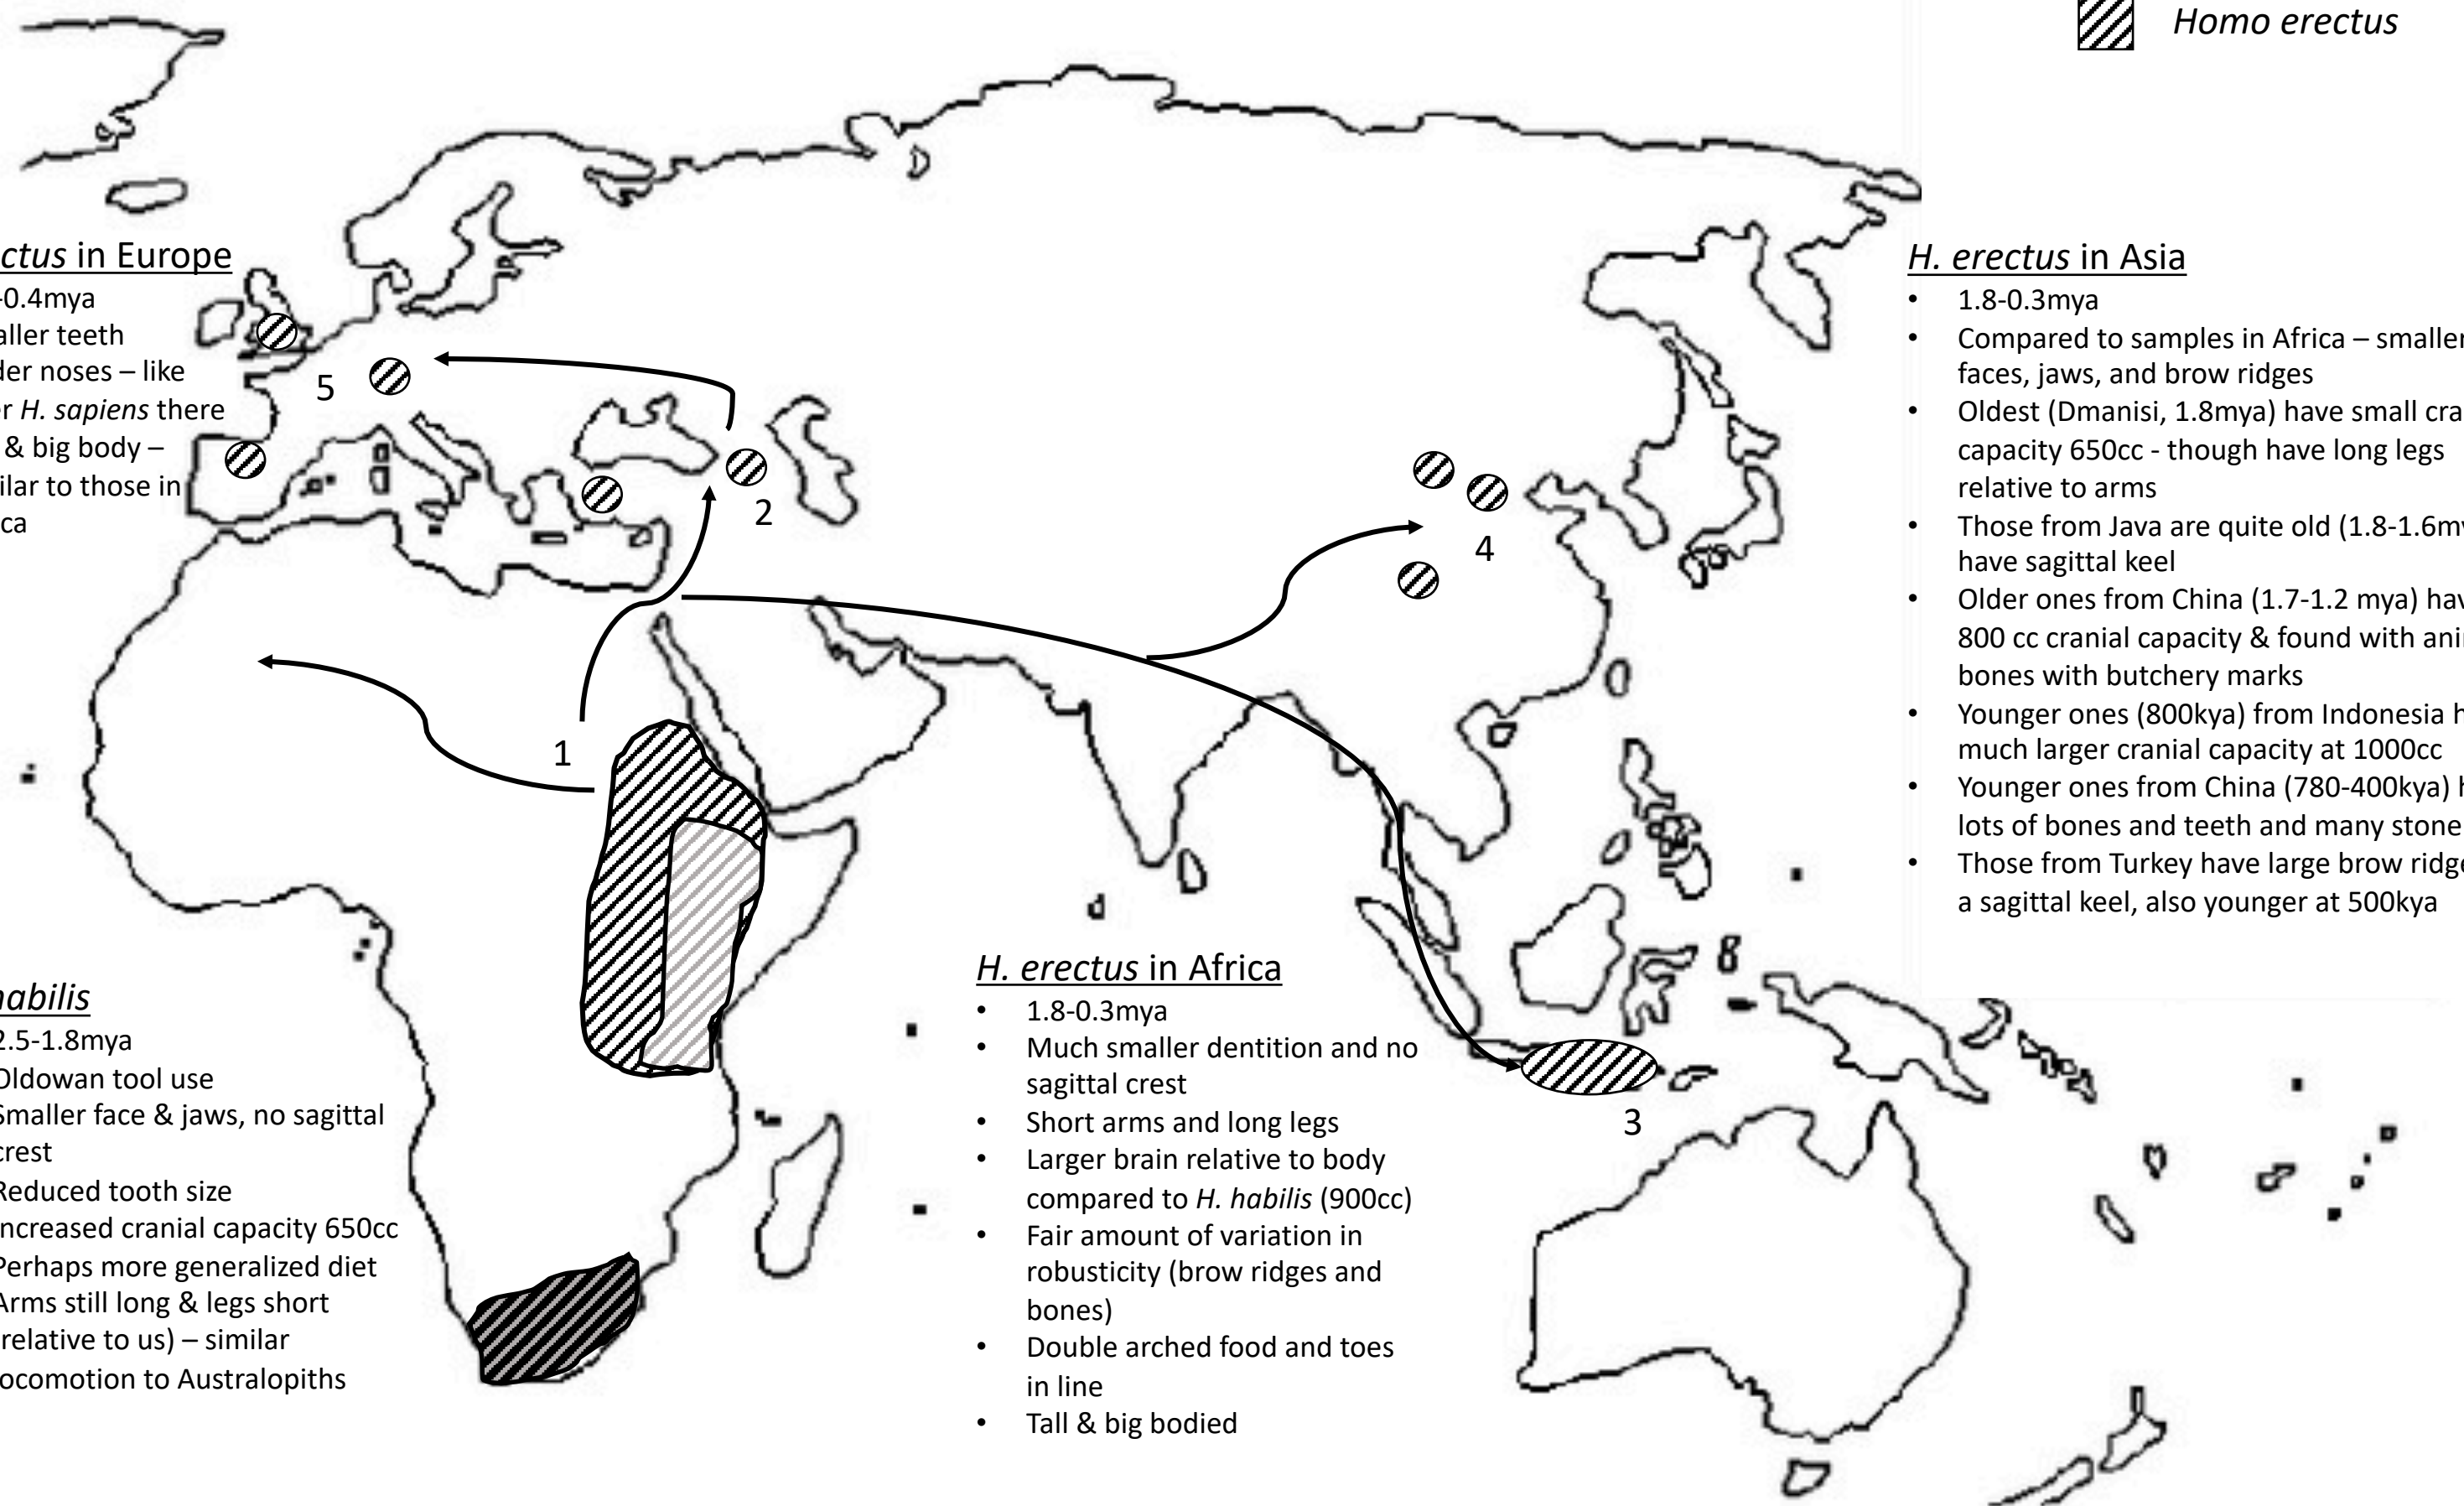 Homo erectus
ctus in Europe
-0.4mya
aller teeth
der noses – like
er H. sapiens there
& big body –
ilar to those in
ca
H. erectus in Asia
• 1.8-0.3mya
• Compared to samples in Africa – smaller
faces, jaws, and brow ridges
• Oldest (Dmanisi, 1.8mya) have small cra
capacity 650cc - though have long legs
relative to arms
• Those from Java are quite old (1.8-1.6my
have sagittal keel
• Older ones from China (1.7-1.2 mya) hav
800 cc cranial capacity & found with ani
bones with butchery marks
• Younger ones (800kya) from Indonesia h
much larger cranial capacity at 1000cc
• Younger ones from China (780-400kya) h
lots of bones and teeth and many stone
• Those from Turkey have large brow ridge
a sagittal keel, also younger at 500kya
5
2
4
1
3
habilis
2.5-1.8mya
Oldowan tool use
Smaller face & jaws, no sagittal
crest
Reduced tooth size
Increased cranial capacity 650cc
Perhaps more generalized diet
Arms still long & legs short
relative to us) – similar
locomotion to Australopiths
H. erectus in Africa
• 1.8-0.3mya
• Much smaller dentition and no
sagittal crest
• Short arms and long legs
• Larger brain relative to body
compared to H. habilis (900cc)
• Fair amount of variation in
robusticity (brow ridges and
bones)
• Double arched food and toes
in line
• Tall & big bodied